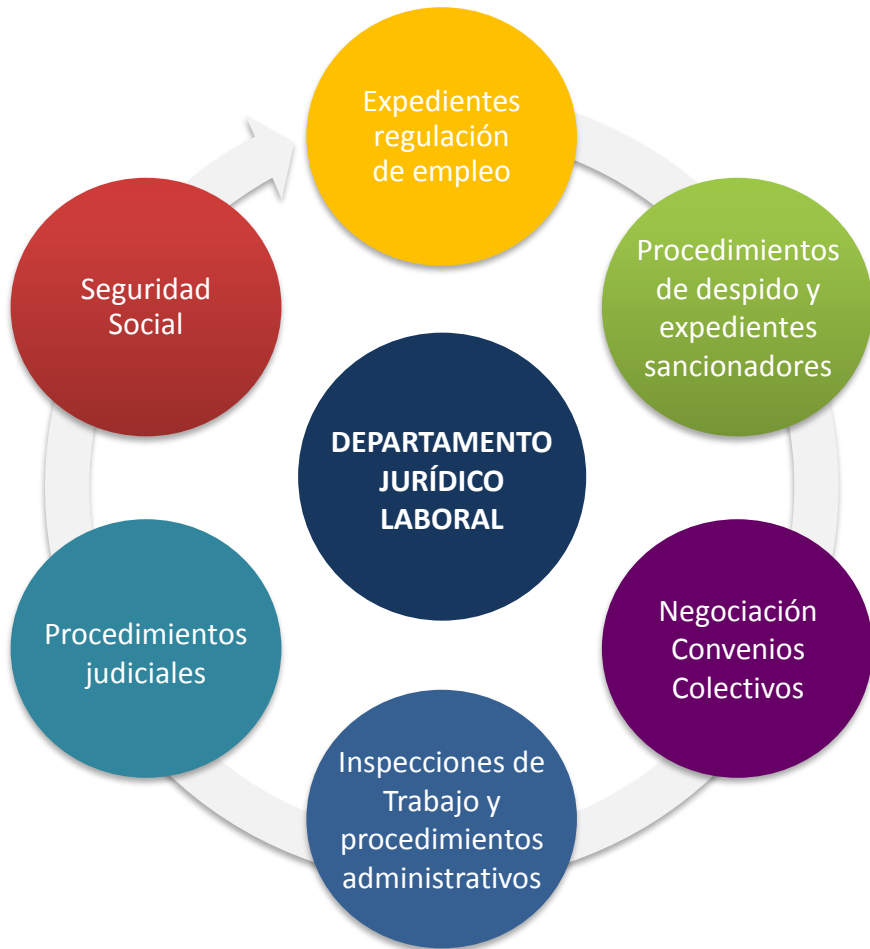 Expedientes
regulación
de empleo
Procedimientos
de despido y
expedientes
sancionadores
Negociación
Convenios
Colectivos
Inspecciones de
Trabajo y
procedimientos
administrativos
Procedimientos
judiciales
Seguridad
Social
DEPARTAMENTO
JURÍDICO
LABORAL